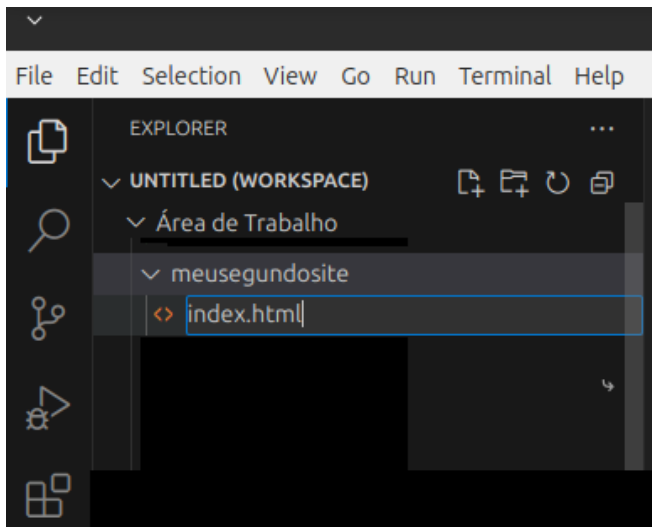 File Edit Selection View Go Run Terminal Help
EXPLORER
UNTITLED (WORKSPACE)
Área de Trabalho
meusegundosite
index.html